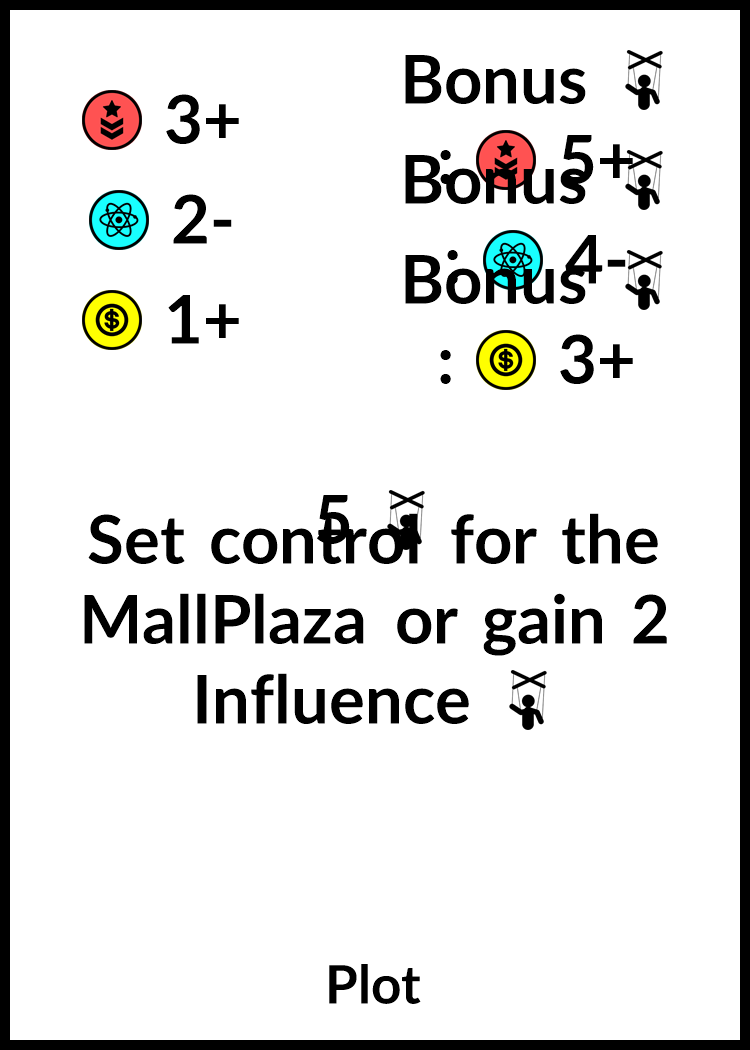 3+
2-
1+
Bonus
: 5+
Bonus
: 4-
Bonus
: 3+
5
Set control for the
MallPlaza or gain 2
Influence
Plot